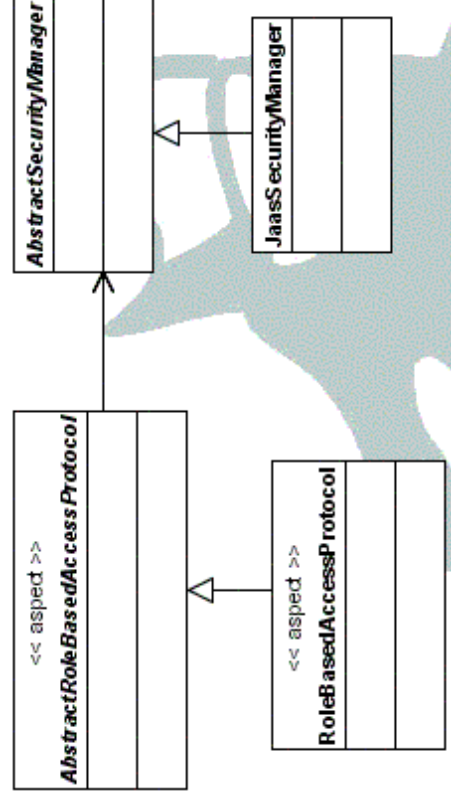 << aspect >>
AbstractRoleBasedAccessProtocol
AbstractSecurityManager
<< aspect >>
RoleBasedAccessProtocol
JaasSecurityManager